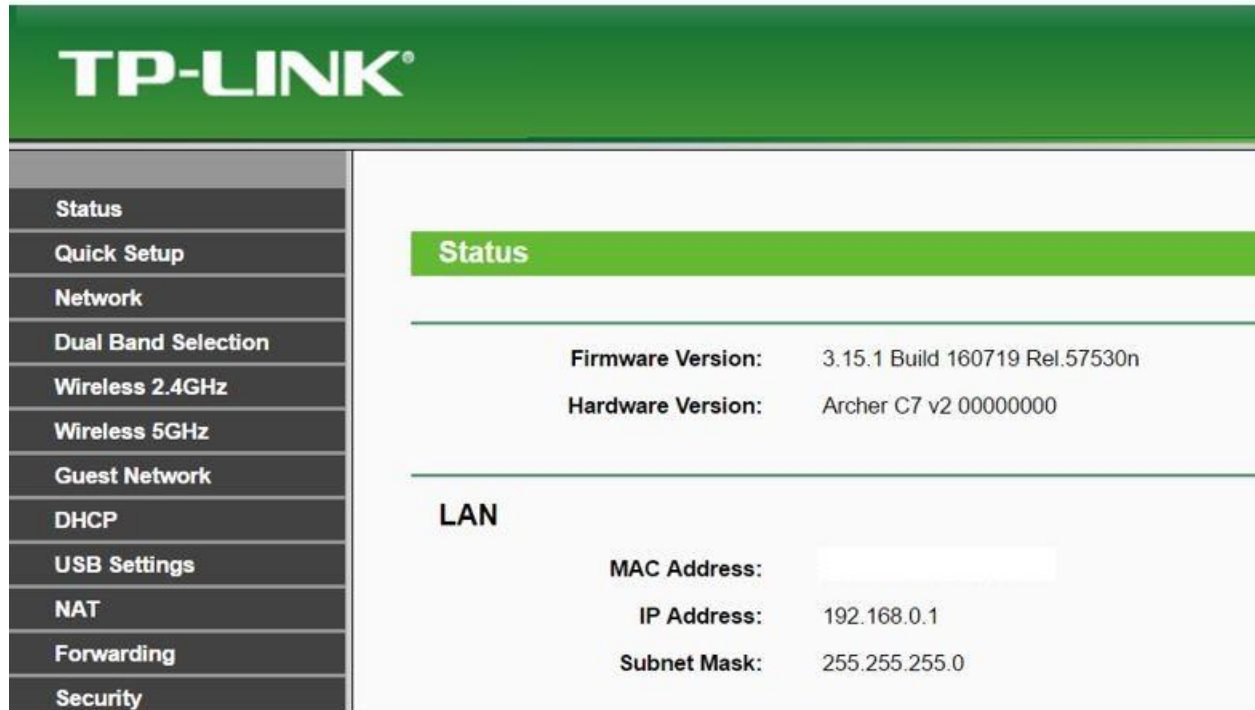 TP-LINK®
Status
Quick Setup
Network
Dual Band Selection
Wireless 2.4GHz
Wireless 5GHz
Guest Network
DHCP
USB Settings
NAT
Forwarding
Security
Status
Firmware Version: 3.15.1 Build 160719 Rel.57530n
Hardware Version: Archer C7 v2 00000000
LAN
MAC Address:
IP Address: 192.168.0.1
Subnet Mask: 255.255.255.0